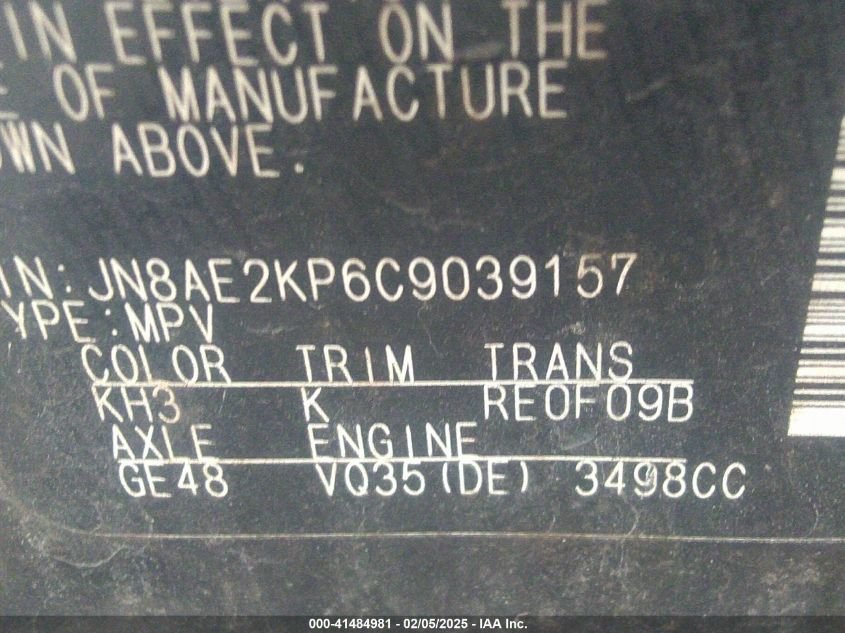 IN EFFECT ON THE
E OF MANUFACTURE
OWN ABOVE.
IN: JN8AE2KP6C9039157
YPE: MPV
COLOR TRIM TRANS
KH3 K RE0F09B
AXLE ENGINE
GE48 VQ35(DE) 3498CC
000-41484981 - 02/05/2025 - IAA Inc.